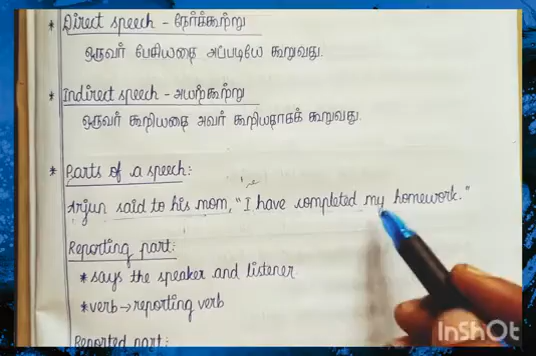 * Direct speech - நேர்க்கூற்று
ஒருவர் பேசியதை அப்படியே கூறுவது.
* Indirect speech - அயற்கூற்று
ஒருவர் கூறியதை அவர் கூறியதாகக் கூறுவது.
* Parts of a speech:
Arjun said to his mom, "I have completed my homework."
Reporting part:
* says the speaker and listener
* verb → reporting verb
Reported part:
InShOt